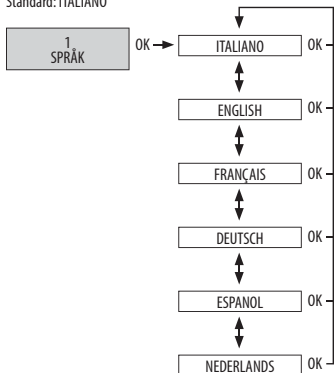 Standard: ITALIANO
1
SPRÅK
OK
ITALIANO
OK
ENGLISH
OK
FRANÇAIS
OK
DEUTSCH
OK
ESPANOL
OK
NEDERLANDS
OK